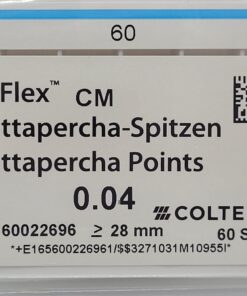 60
Flex™ CM
ttapercha-Spitzen
ttapercha Points
0.04
COLTE
60022696 ≥ 28 mm 60 S
*+E165600226961/$$3271031M10955I*